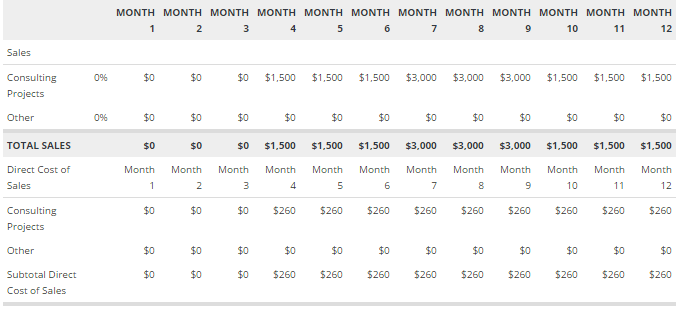 MONTH MONTH MONTH MONTH MONTH MONTH MONTH MONTH MONTH MONTH MONTH MONTH
1 2 3 4 5 6 7 8 9 10 11 12
Sales
Consulting 0% $0 $0 $0 $1,500 $1,500 $1,500 $3,000 $3,000 $3,000 $1,500 $1,500 $1,500
Projects
Other 0% $0 $0 $0 $0 $0 $0 $0 $0 $0 $0 $0 $0
TOTAL SALES $0 $0 $0 $1,500 $1,500 $1,500 $3,000 $3,000 $3,000 $1,500 $1,500 $1,500
Direct Cost of Month Month Month Month Month Month Month Month Month Month Month Month
Sales 1 2 3 4 5 6 7 8 9 10 11 12
Consulting $0 $0 $0 $260 $260 $260 $260 $260 $260 $260 $260 $260
Projects
Other $0 $0 $0 $0 $0 $0 $0 $0 $0 $0 $0 $0
Subtotal Direct $0 $0 $0 $260 $260 $260 $260 $260 $260 $260 $260 $260
Cost of Sales